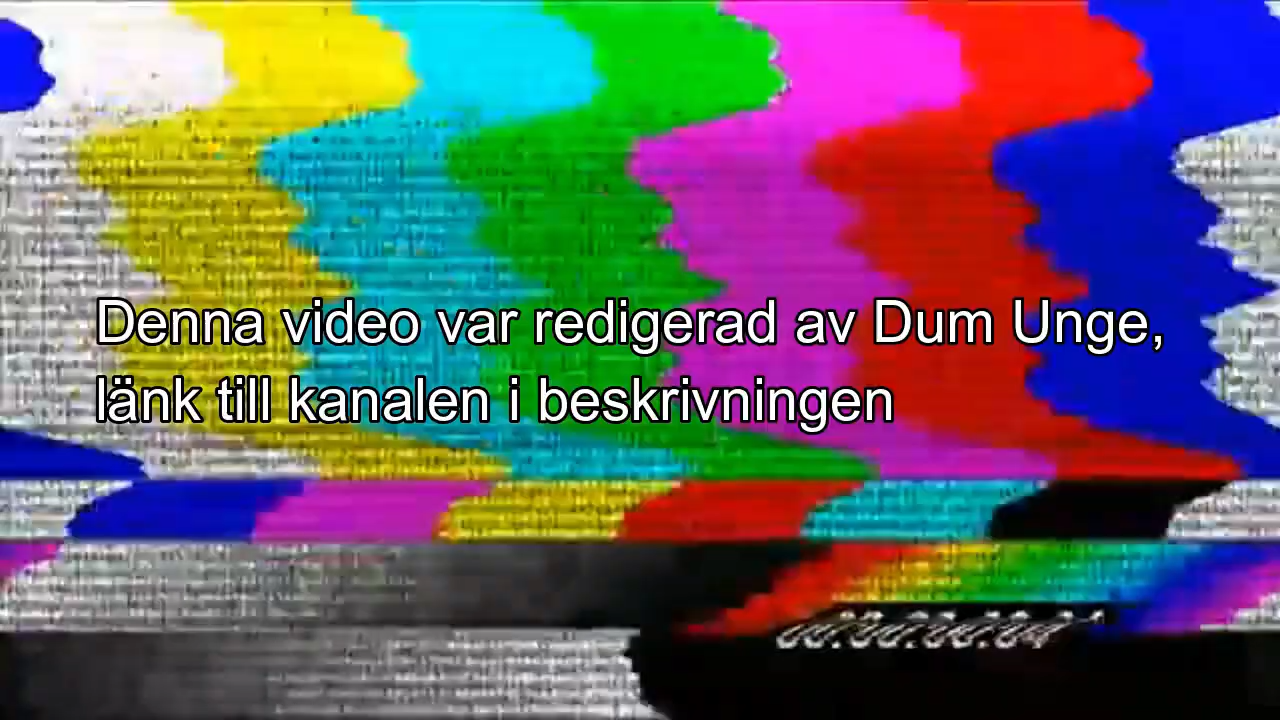 Denna video var redigerad av Dum Unge,
länk till kanalen i beskrivningen